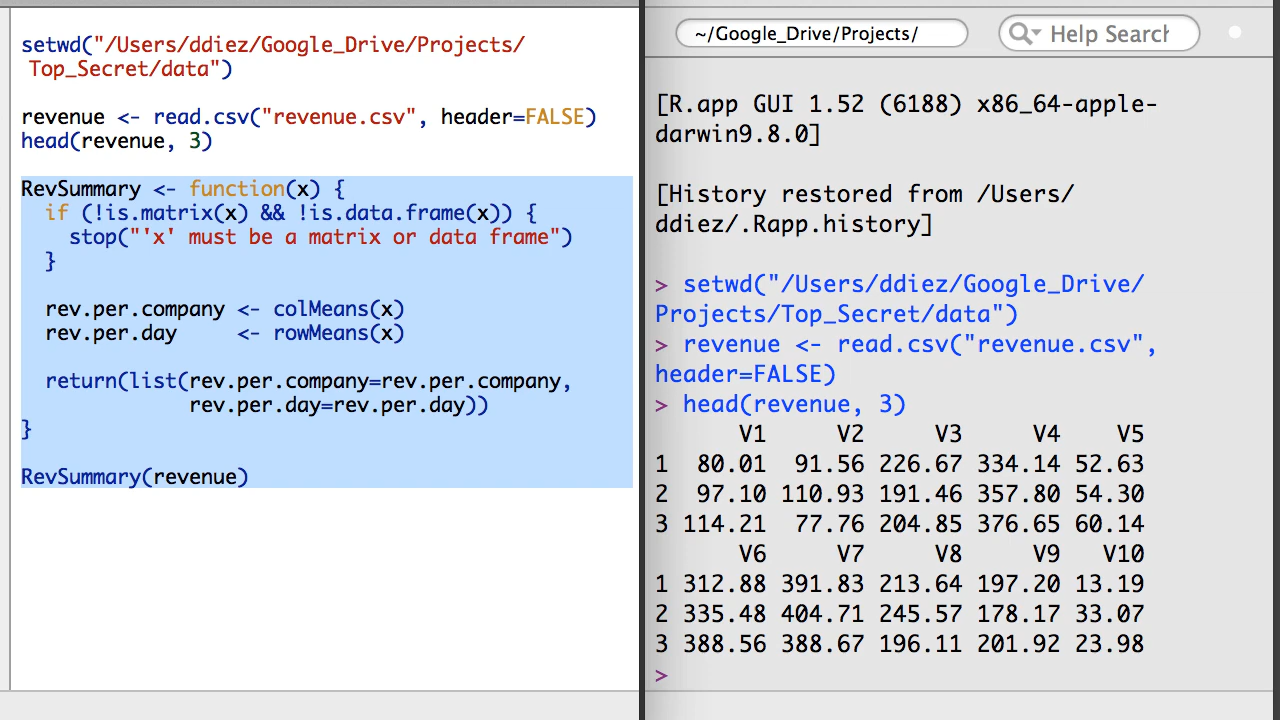 setwd("/Users/ddiez/Google_Drive/Projects/
Top_Secret/data")
revenue <- read.csv("revenue.csv", header=FALSE)
head(revenue, 3)
RevSummary <- function(x) {
if (!is.matrix(x) && !is.data.frame(x)) {
stop("'x' must be a matrix or data frame")
}
rev.per.company <- colMeans(x)
rev.per.day     <- rowMeans(x)
return(list(rev.per.company=rev.per.company,
rev.per.day=rev.per.day))
}
RevSummary(revenue)
~/Google_Drive/Projects/
Help Search
[R.app GUI 1.52 (6188) x86_64-apple-
darwin9.8.0]
[History restored from /Users/
ddiez/.Rapp.history]
> setwd("/Users/ddiez/Google_Drive/
Projects/Top_Secret/data")
> revenue <- read.csv("revenue.csv",
header=FALSE)
> head(revenue, 3)
V1 V2 V3 V4 V5
1 80.01 91.56 226.67 334.14 52.63
2 97.10 110.93 191.46 357.80 54.30
3 114.21 77.76 204.85 376.65 60.14
V6 V7 V8 V9 V10
1 312.88 391.83 213.64 197.20 13.19
2 335.48 404.71 245.57 178.17 33.07
3 388.56 388.67 196.11 201.92 23.98
>